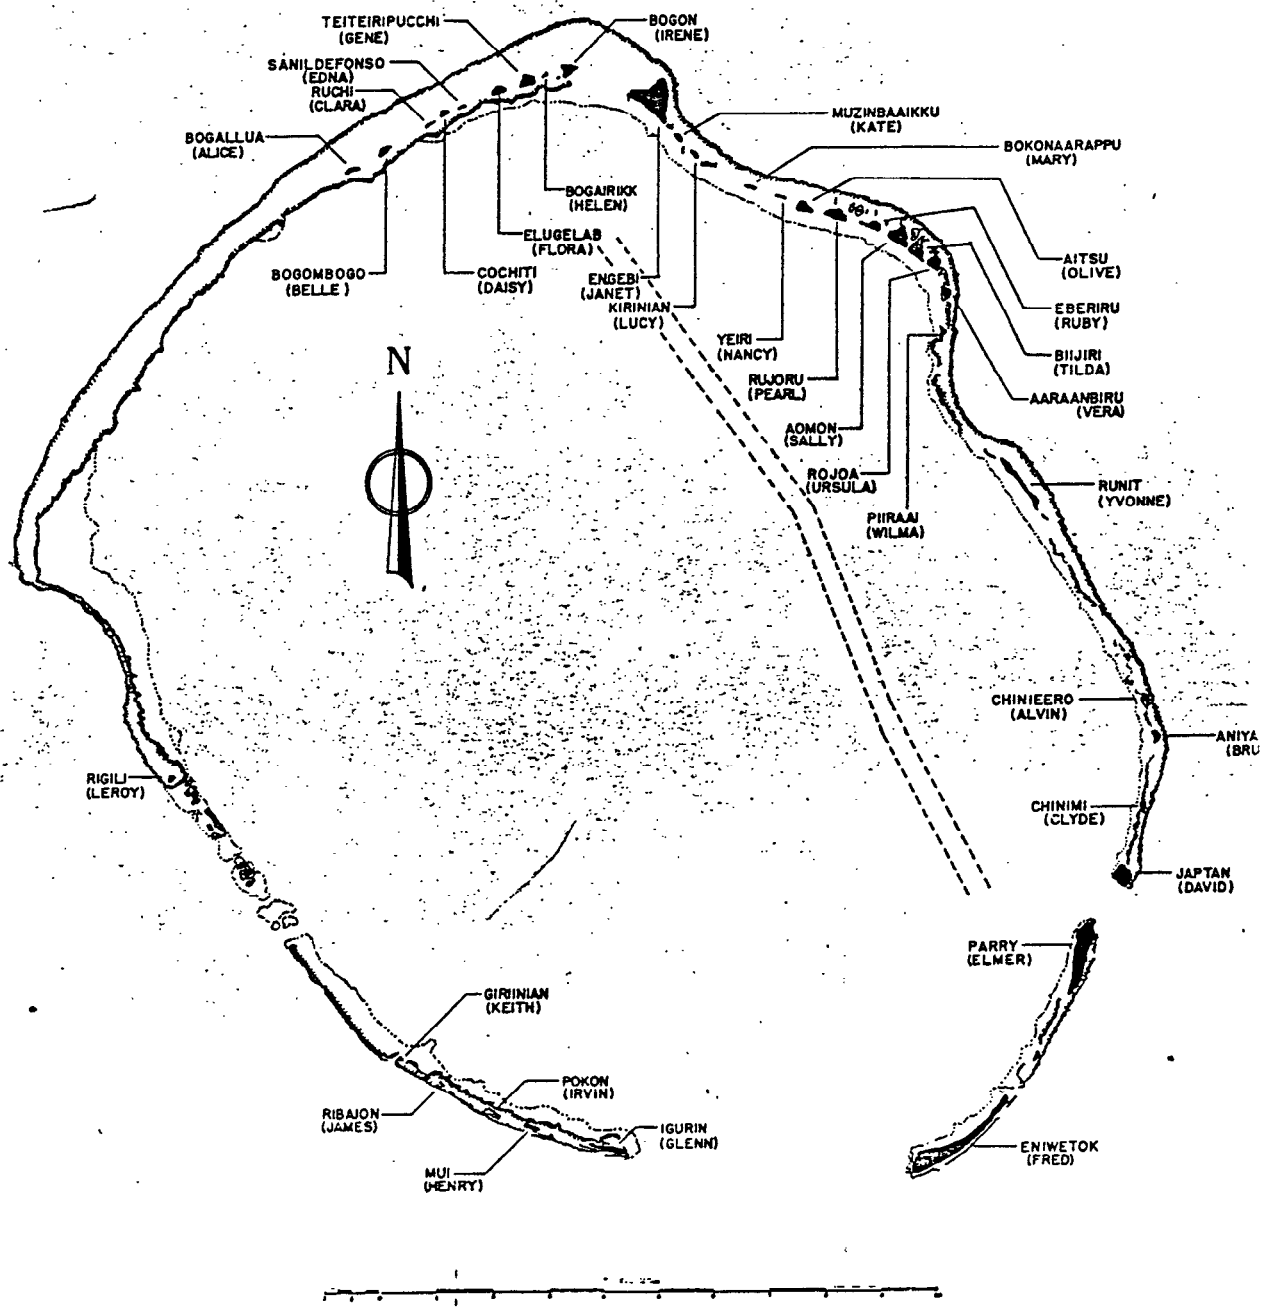 TEITEIRIPUCCHI
(GENE)
BOGON
(IRENE)
SANILDEFONSO
(EDNA)
RUCHI
(CLARA)
BOGALLUA
(ALICE)
MUZINBAAIKKU
(KATE)
BOKONAARAPPU
(MARY)
BOGAIRIKK
(HELEN)
ELUGELAB
(FLORA)
BOGOMBOGO
(BELLE)
COCHITI
(DAISY)
ENGEBI
(JANET)
KIRINIAN
(LUCY)
AITSU
(OLIVE)
EBERIRU
(RUBY)
YEIRI
(NANCY)
BIIJIRI
(TILDA)
RUJORU
(PEARL)
AARAANBIRU
(VERA)
N
AOMON
(SALLY)
ROJOA
(URSULA)
RUNIT
(YVONNE)
PIIRAAI
(WILMA)
CHINIEERO
(ALVIN)
ANIYA
(BRU
RIGILI
(LEROY)
CHINIMI
(CLYDE)
JAPTAN
(DAVID)
PARRY
(ELMER)
GIRIINIAN
(KEITH)
POKON
(IRVIN)
RIBAJON
(JAMES)
IGURIN
(GLENN)
MUI
(HENRY)
ENIWETOK
(FRED)